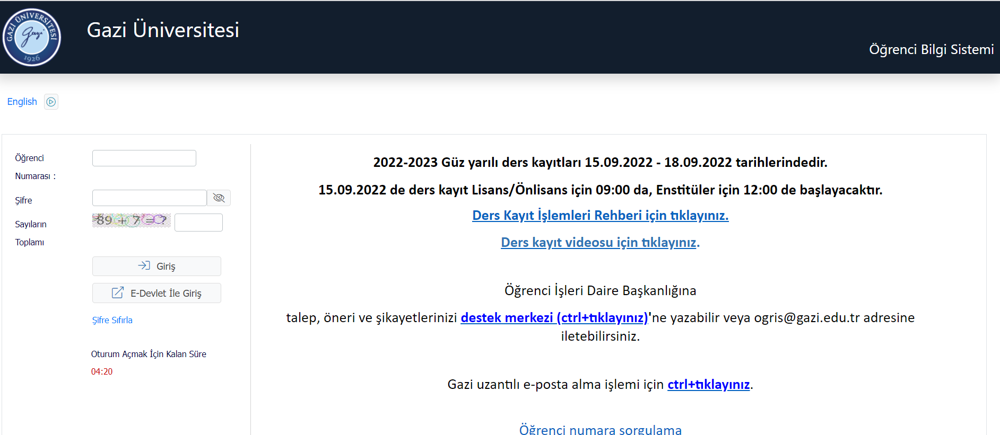 GAZİ ÜNİVERSİTESİ
Gazi
1926
Gazi Üniversitesi
Öğrenci Bilgi Sistemi
English
Öğrenci
Numarası :
Şifre
89 + 7 = ?
Sayıların
Toplamı
Giriş
E-Devlet İle Giriş
Şifre Sıfırla
Oturum Açmak İçin Kalan Süre
04:20
2022-2023 Güz yarılı ders kayıtları 15.09.2022 - 18.09.2022 tarihlerindedir.
15.09.2022 de ders kayıt Lisans/Önlisans için 09:00 da, Enstitüler için 12:00 de başlayacaktır.
Ders Kayıt İşlemleri Rehberi için tıklayınız.
Ders kayıt videosu için tıklayınız.
Öğrenci İşleri Daire Başkanlığına
talep, öneri ve şikayetlerinizi destek merkezi (ctrl+tıklayınız)'ne yazabilir veya ogris@gazi.edu.tr adresine
iletebilirsiniz.
Gazi uzantılı e-posta alma işlemi için ctrl+tıklayınız.
Öğrenci numara sorgulama